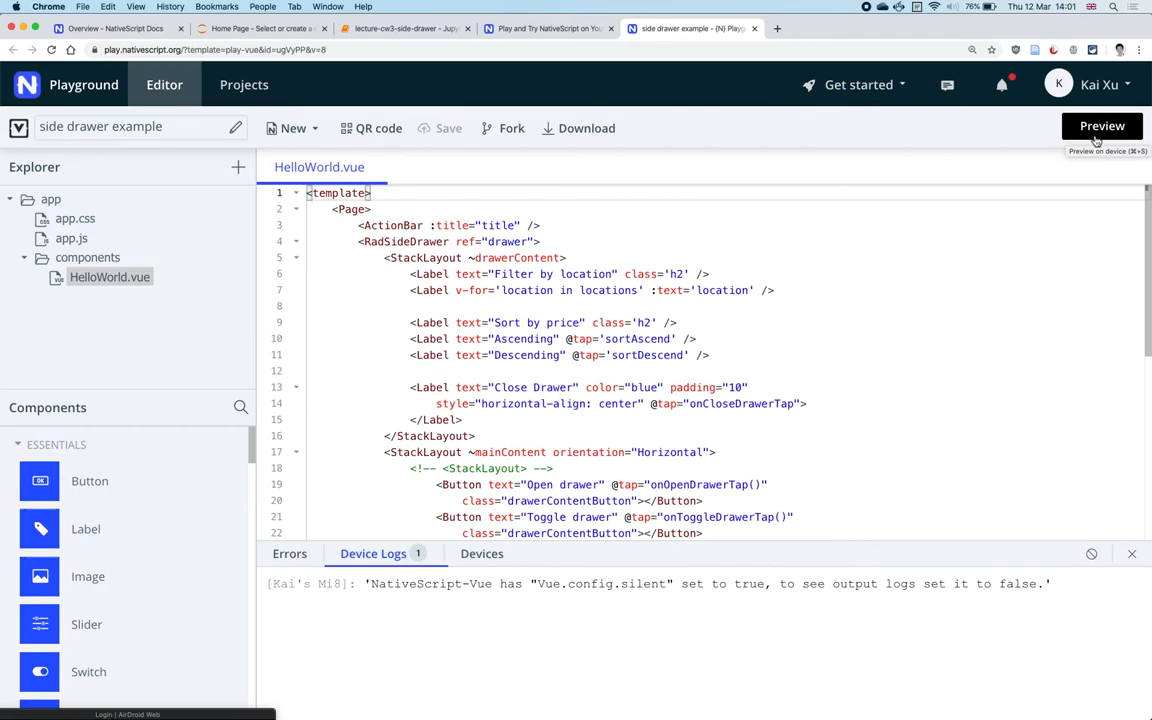 Chrome File Edit View History Bookmarks People Tab Window Help 76% Thu 12 Mar 14:01
Overview - NativeScript Docs Home Page - Select or create a lecture-cw3-side-drawer - Jupyt Play and Try NativeScript on You side drawer example - {N} Playg
play.nativescript.org/?template=play-vue&id=ugVyPP&v=8
Playground Editor Projects Get started K Kai Xu
side drawer example New QR code Save Fork Download Preview
Preview on device (⌘+S)
Explorer
app
app.css
app.js
components
HelloWorld.vue
HelloWorld.vue
1 <template>
2 <Page>
3 <ActionBar :title="title" />
4 <RadSideDrawer ref="drawer">
5 <StackLayout ~drawerContent>
6 <Label text="Filter by location" class='h2' />
7 <Label v-for='location in locations' :text='location' />
8
9 <Label text="Sort by price" class='h2' />
10 <Label text="Ascending" @tap='sortAscend' />
11 <Label text="Descending" @tap='sortDescend' />
12
13 <Label text="Close Drawer" color="blue" padding="10"
14 style="horizontal-align: center" @tap="onCloseDrawerTap">
15 </Label>
16 </StackLayout>
17 <StackLayout ~mainContent orientation="Horizontal">
18 <!-- <StackLayout> -->
19 <Button text="Open drawer" @tap="onOpenDrawerTap()"
20 class="drawerContentButton"></Button>
21 <Button text="Toggle drawer" @tap="onToggleDrawerTap()"
22 class="drawerContentButton"></Button>
Components
ESSENTIALS
OK Button
Label
Image
Slider
Switch
Errors Device Logs 1 Devices
[Kai's Mi8]: 'NativeScript-Vue has "Vue.config.silent" set to true, to see output logs set it to false.'
Login | AirDroid Web